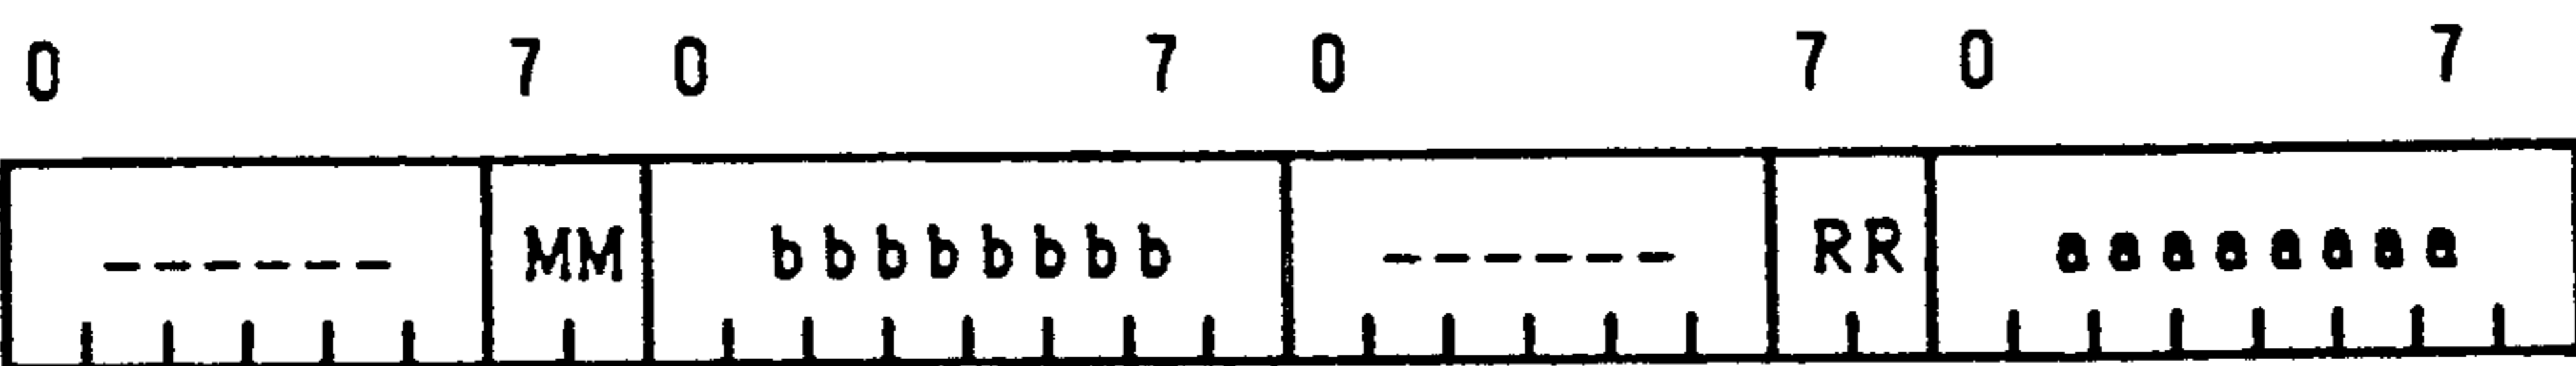 0 7 0 7 0 7 0 7
------ MM bbbbbbbb ------ RR aaaaaaaa